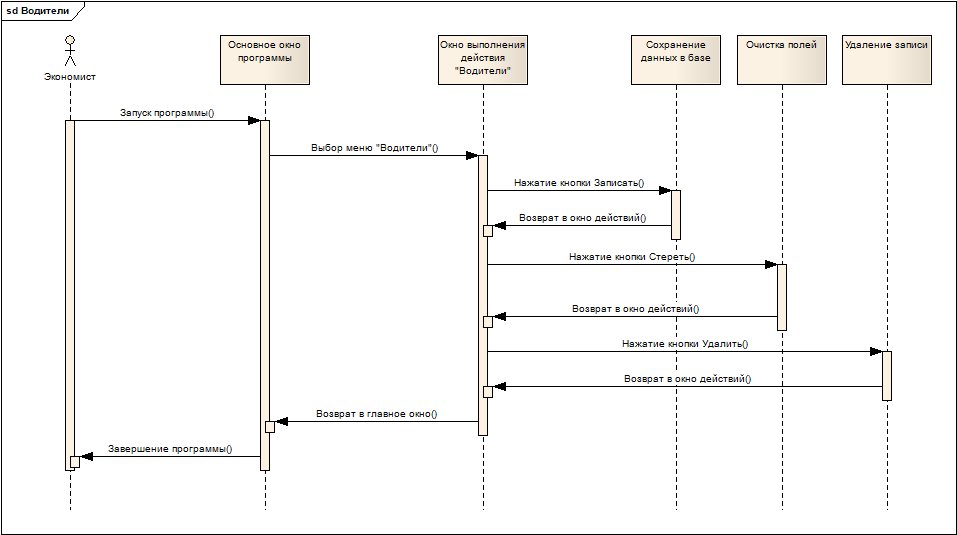 sd Водители
Экономист
Основное окно
программы
Окно выполнения
действия
"Водители"
Сохранение
данных в базе
Очистка полей
Удаление записи
Запуск программы()
Выбор меню "Водители"()
Нажатие кнопки Записать()
Возврат в окно действий()
Нажатие кнопки Стереть()
Возврат в окно действий()
Нажатие кнопки Удалить()
Возврат в окно действий()
Возврат в главное окно()
Завершение программы()